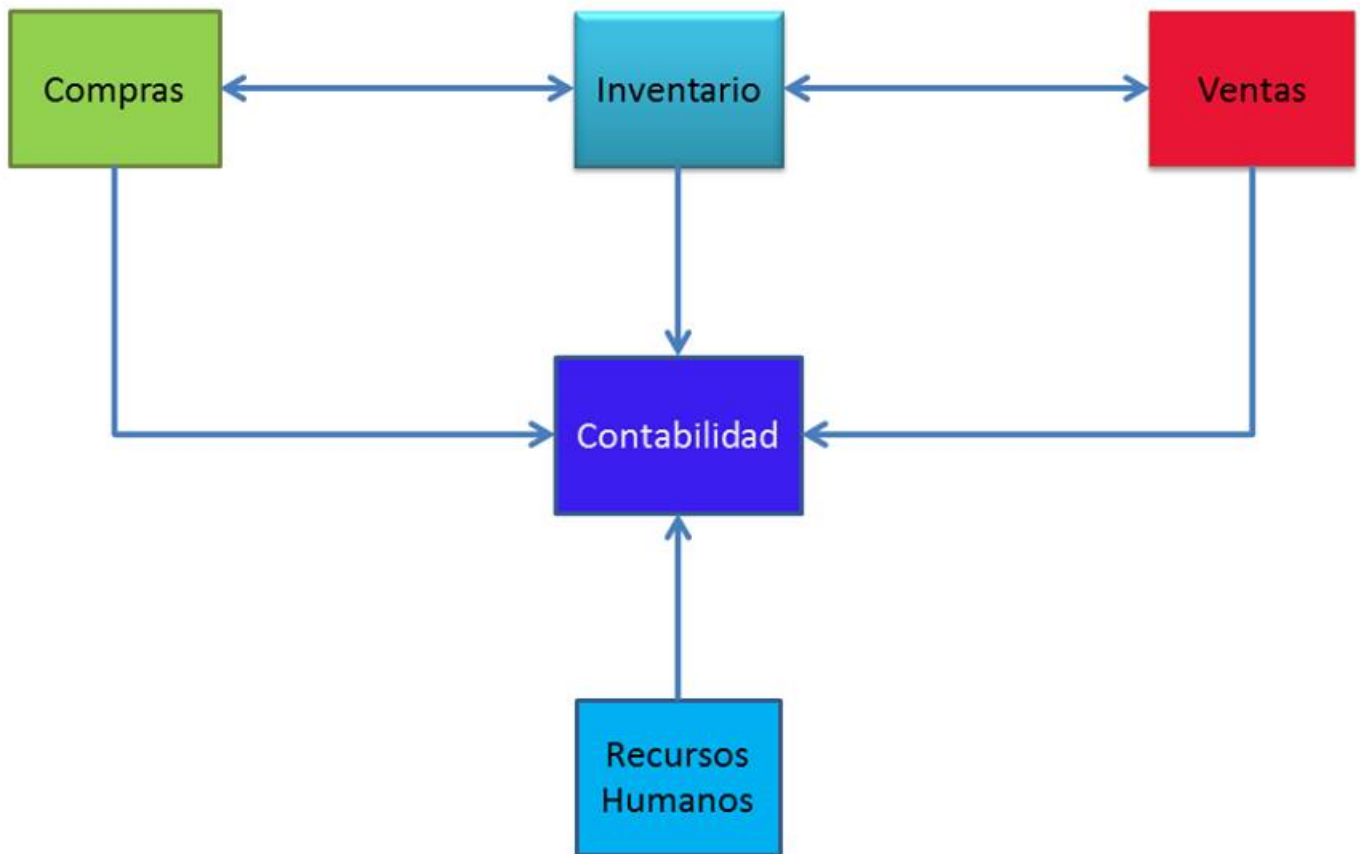 Compras
Inventario
Ventas
Contabilidad
Recursos
Humanos